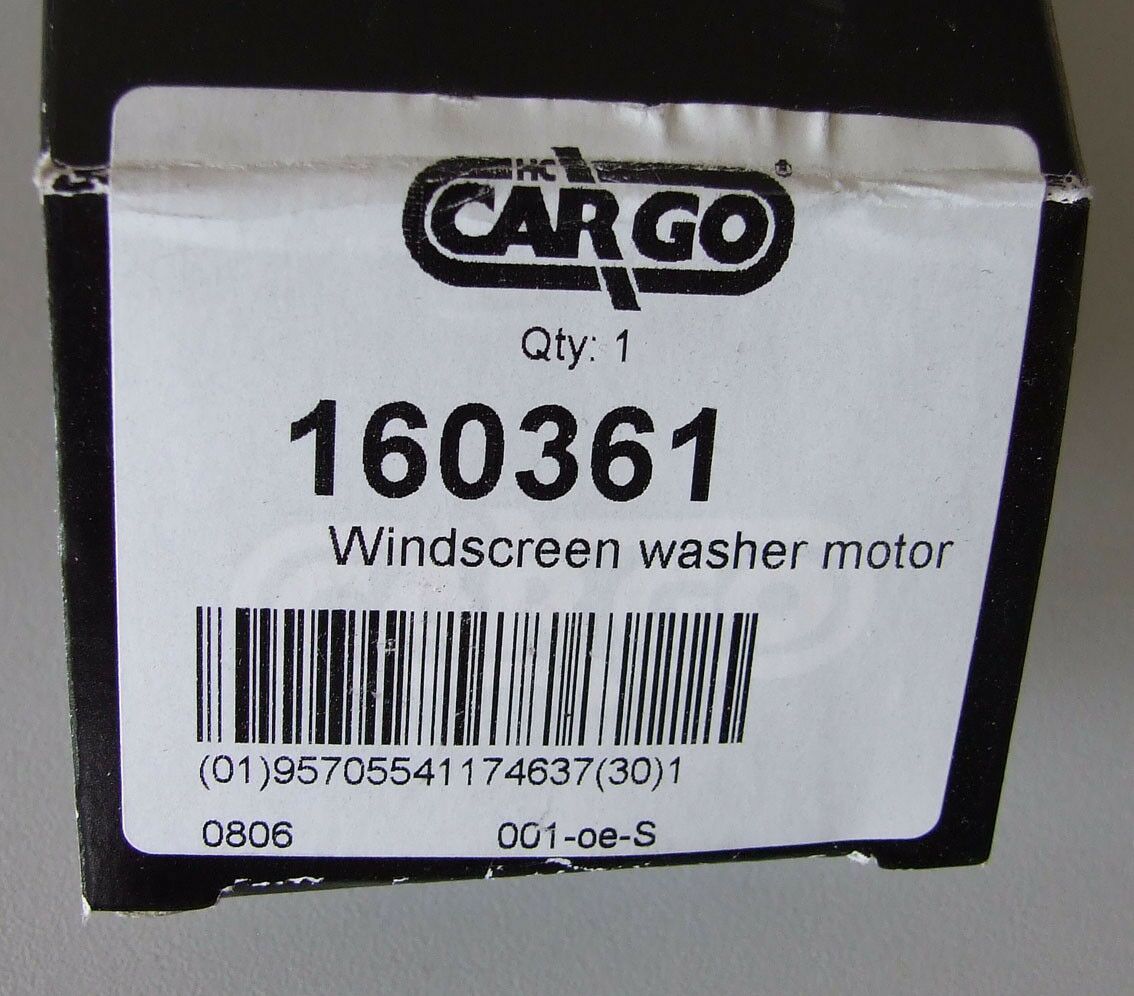 HC
CARGO®
Qty: 1
160361
Windscreen washer motor
(01)95705541174637(30)1
0806 001-oe-S